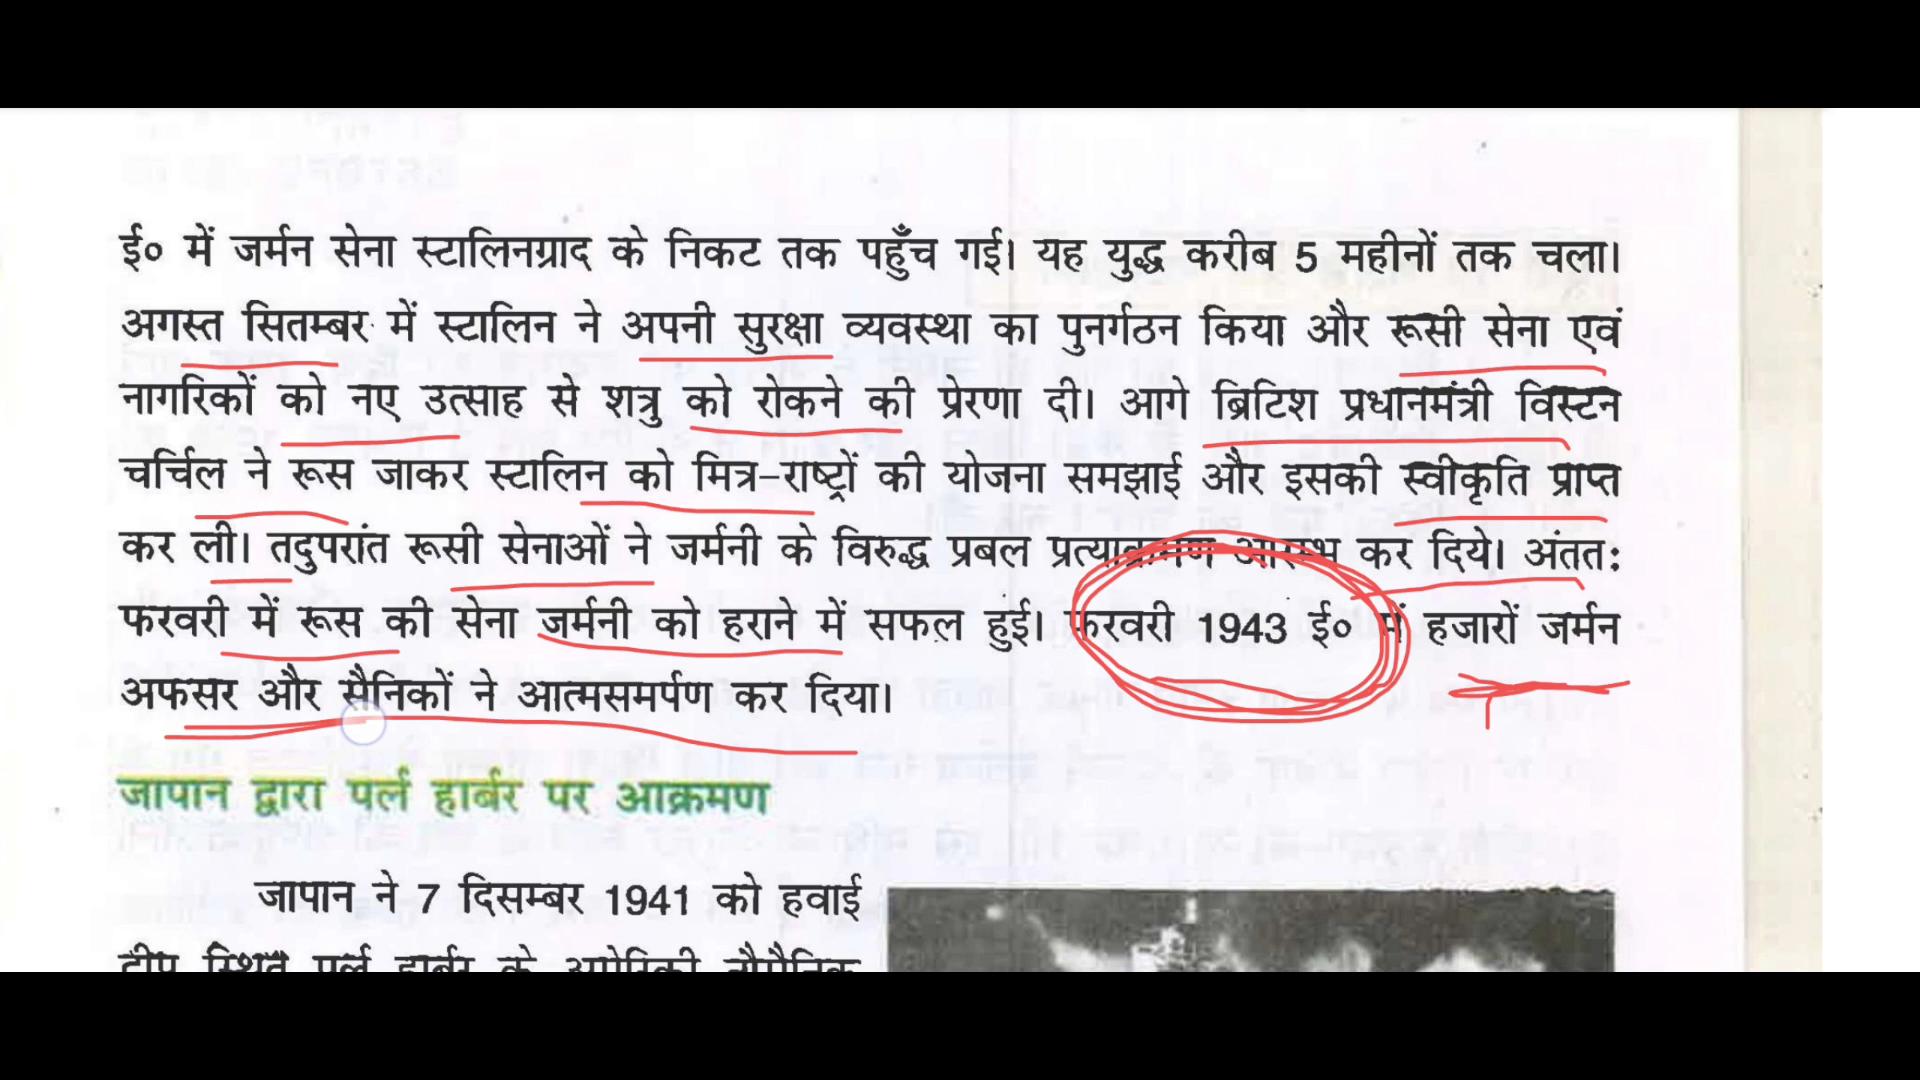 ई० में जर्मन सेना स्टालिनग्राद के निकट तक पहुँच गई। यह युद्ध करीब 5 महीनों तक चला।
अगस्त सितम्बर में स्टालिन ने अपनी सुरक्षा व्यवस्था का पुनर्गठन किया और रूसी सेना एवं
नागरिकों को नए उत्साह से शत्रु को रोकने की प्रेरणा दी। आगे ब्रिटिश प्रधानमंत्री विस्टन
चर्चिल ने रूस जाकर स्टालिन को मित्र-राष्ट्रों की योजना समझाई और इसकी स्वीकृति प्राप्त
कर ली। तदुपरांत रूसी सेनाओं ने जर्मनी के विरुद्ध प्रबल प्रत्याक्रमण आरम्भ कर दिये। अंततः
फरवरी में रूस की सेना जर्मनी को हराने में सफल हुई। फरवरी 1943 ई० में हजारों जर्मन
अफसर और सैनिकों ने आत्मसमर्पण कर दिया।
जापान द्वारा पर्ल हार्बर पर आक्रमण
जापान ने 7 दिसम्बर 1941 को हवाई
स्थित पर्ल हार्बर के अमेरिकी